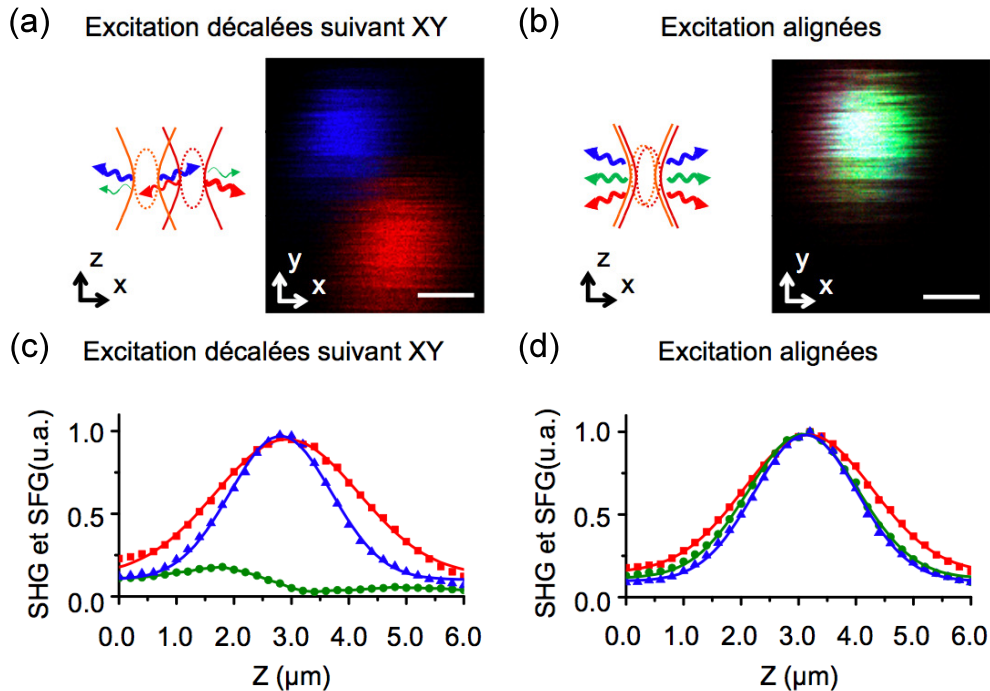 (a) Excitation décalées suivant XY
(b) Excitation alignées
z
x
y
x
z
x
y
x
(c) Excitation décalées suivant XY
(d) Excitation alignées
SHG et SFG(u.a.)
1.0
0.5
0.0
0.0 1.0 2.0 3.0 4.0 5.0 6.0
Z (µm)
SHG et SFG(u.a.)
1.0
0.5
0.0
0.0 1.0 2.0 3.0 4.0 5.0 6.0
Z (µm)